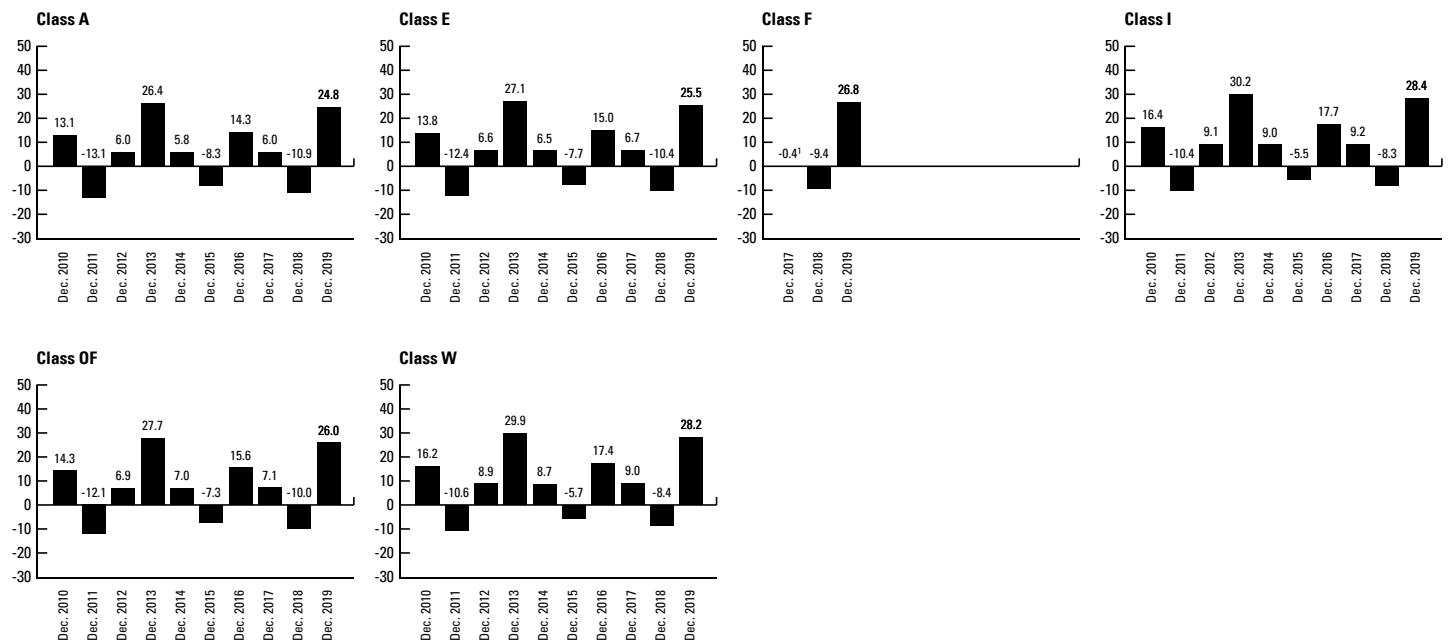 Class A
50
40
30
20
10
0
-10
-20
-30
13.1
-13.1
6.0
26.4
5.8
-8.3
14.3
6.0
-10.9
24.8
Dec. 2010
Dec. 2011
Dec. 2012
Dec. 2013
Dec. 2014
Dec. 2015
Dec. 2016
Dec. 2017
Dec. 2018
Dec. 2019
Class E
50
40
30
20
10
0
-10
-20
-30
13.8
-12.4
6.6
27.1
6.5
-7.7
15.0
6.7
-10.4
25.5
Dec. 2010
Dec. 2011
Dec. 2012
Dec. 2013
Dec. 2014
Dec. 2015
Dec. 2016
Dec. 2017
Dec. 2018
Dec. 2019
Class F
50
40
30
20
10
0
-10
-20
-30
-0.4¹
-9.4
26.8
Dec. 2017
Dec. 2018
Dec. 2019
Class I
50
40
30
20
10
0
-10
-20
-30
16.4
-10.4
9.1
30.2
9.0
-5.5
17.7
9.2
-8.3
28.4
Dec. 2010
Dec. 2011
Dec. 2012
Dec. 2013
Dec. 2014
Dec. 2015
Dec. 2016
Dec. 2017
Dec. 2018
Dec. 2019
Class OF
50
40
30
20
10
0
-10
-20
-30
14.3
-12.1
6.9
27.7
7.0
-7.3
15.6
7.1
-10.0
26.0
Dec. 2010
Dec. 2011
Dec. 2012
Dec. 2013
Dec. 2014
Dec. 2015
Dec. 2016
Dec. 2017
Dec. 2018
Dec. 2019
Class W
50
40
30
20
10
0
-10
-20
-30
16.2
-10.6
8.9
29.9
8.7
-5.7
17.4
9.0
-8.4
28.2
Dec. 2010
Dec. 2011
Dec. 2012
Dec. 2013
Dec. 2014
Dec. 2015
Dec. 2016
Dec. 2017
Dec. 2018
Dec. 2019